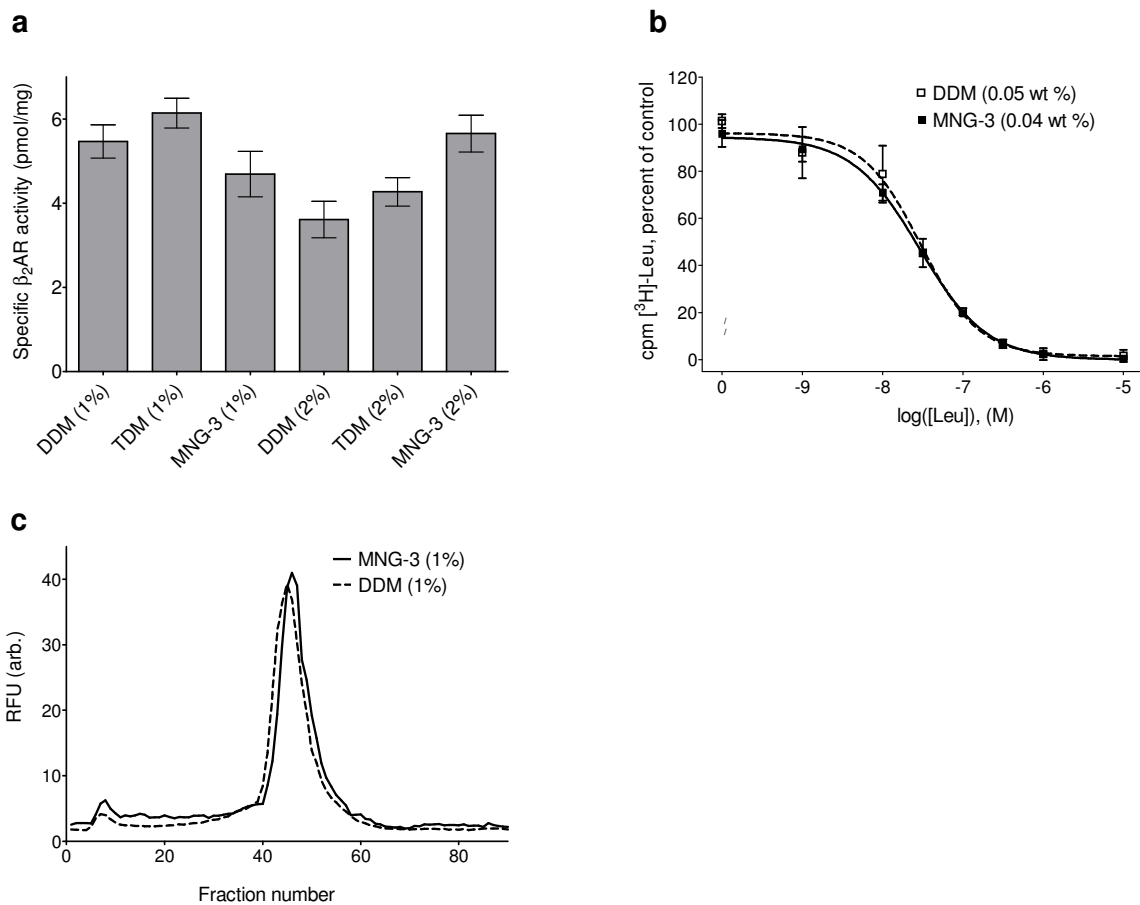 a
Specific β₂AR activity (pmol/mg)
6
4
2
0
DDM (1%)
TDM (1%)
MNG-3 (1%)
DDM (2%)
TDM (2%)
MNG-3 (2%)
b
cpm [³H]-Leu, percent of control
120
100
80
60
40
20
0
DDM (0.05 wt %)
MNG-3 (0.04 wt %)
0 -9 -8 -7 -6 -5
log([Leu]), (M)
c
RFU (arb.)
40
30
20
10
0
MNG-3 (1%)
DDM (1%)
0 20 40 60 80
Fraction number